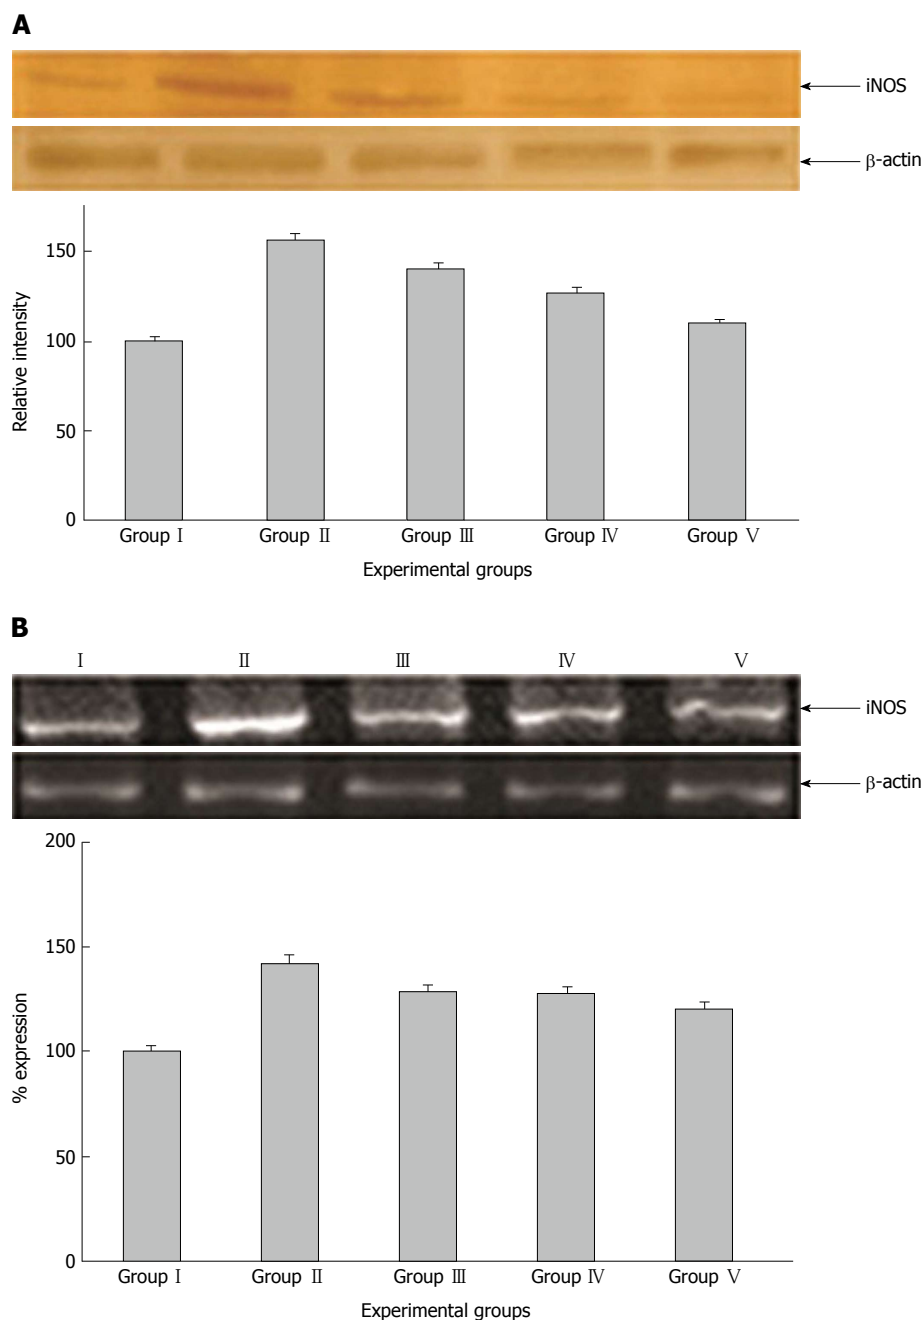 A
iNOS
β-actin
150
100
50
0
Relative intensity
Group Ⅰ Group Ⅱ Group Ⅲ Group Ⅳ Group Ⅴ
Experimental groups
B
Ⅰ Ⅱ Ⅲ Ⅳ Ⅴ
iNOS
β-actin
200
150
100
50
0
% expression
Group Ⅰ Group Ⅱ Group Ⅲ Group Ⅳ Group Ⅴ
Experimental groups